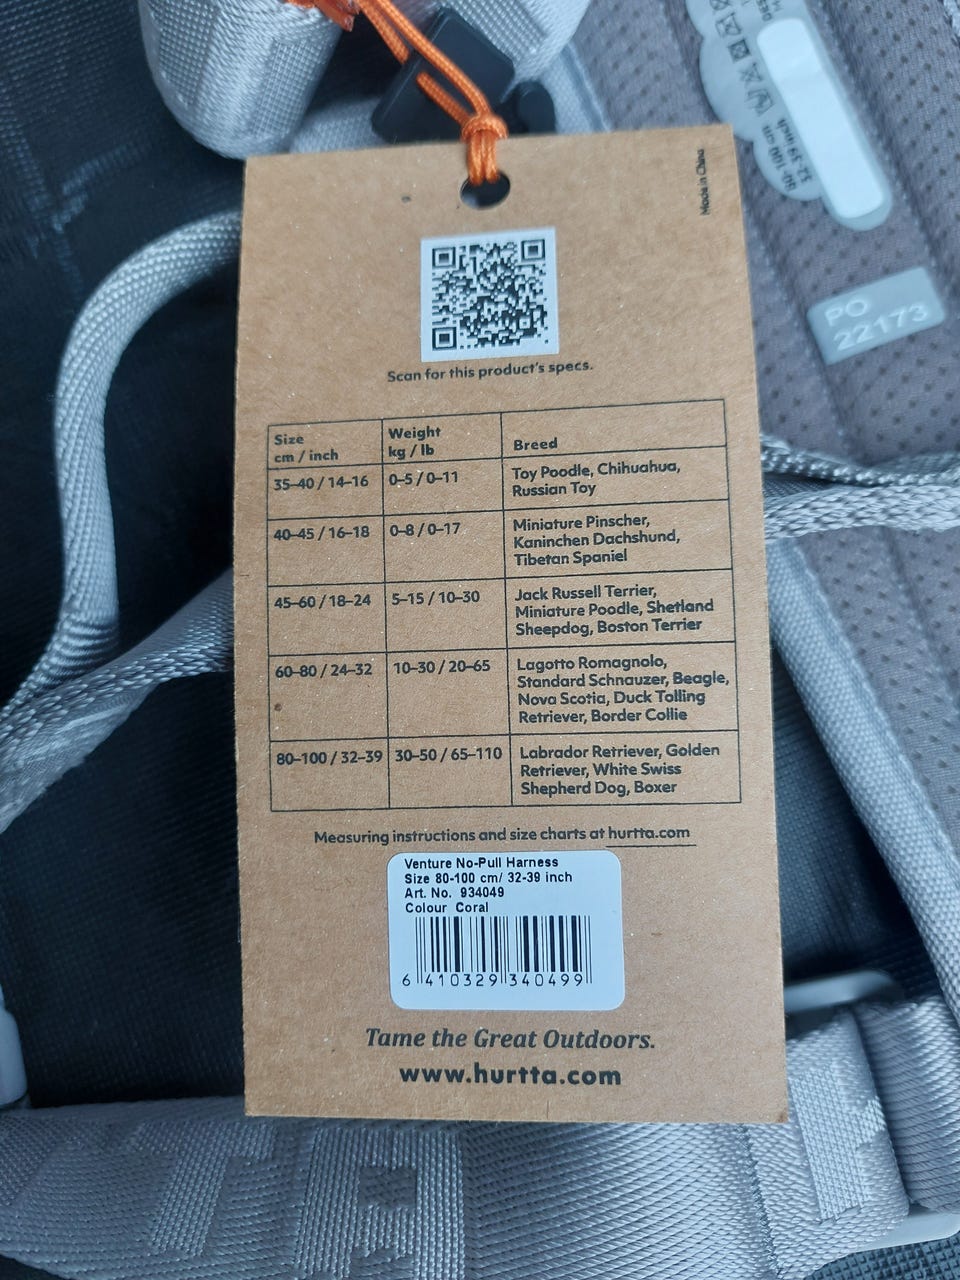 Made in China
80-100 cm
32-39 inch
PO
22173
Scan for this product's specs.
Size
cm / inch
Weight
kg / lb
Breed
35–40 / 14–16
0–5 / 0–11
Toy Poodle, Chihuahua,
Russian Toy
40–45 / 16–18
0–8 / 0–17
Miniature Pinscher,
Kaninchen Dachshund,
Tibetan Spaniel
45–60 / 18–24
5–15 / 10–30
Jack Russell Terrier,
Miniature Poodle, Shetland
Sheepdog, Boston Terrier
60–80 / 24–32
10–30 / 20–65
Lagotto Romagnolo,
Standard Schnauzer, Beagle,
Nova Scotia, Duck Tolling
Retriever, Border Collie
80–100 / 32–39
30–50 / 65–110
Labrador Retriever, Golden
Retriever, White Swiss
Shepherd Dog, Boxer
Measuring instructions and size charts at hurtta.com
Venture No-Pull Harness
Size 80-100 cm/ 32-39 inch
Art. No. 934049
Colour Coral
6 410329 340499
Tame the Great Outdoors.
www.hurtta.com